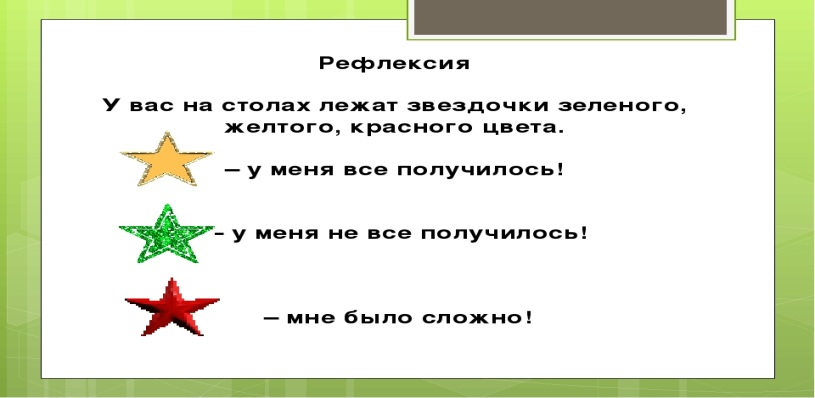 Рефлексия
У вас на столах лежат звездочки зеленого,
желтого, красного цвета.
– у меня все получилось!
- у меня не все получилось!
– мне было сложно!